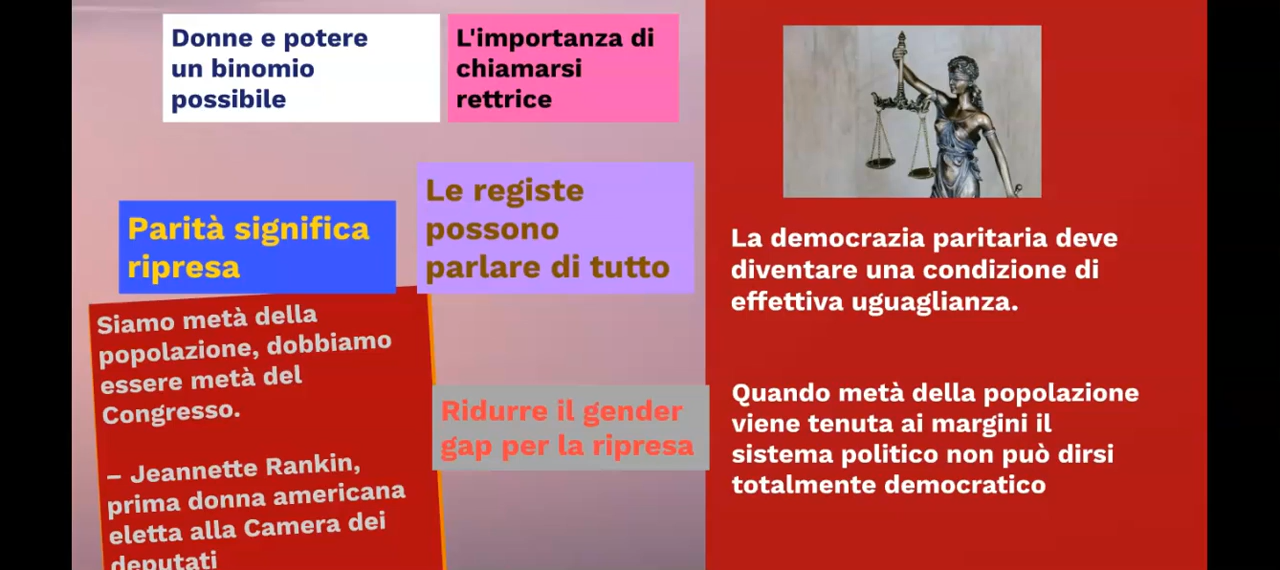 Donne e potere
un binomio
possibile
L'importanza di
chiamarsi
rettrice
Parità significa
ripresa
Le registe
possono
parlare di tutto
Siamo metà della
popolazione, dobbiamo
essere metà del
Congresso.
– Jeannette Rankin,
prima donna americana
eletta alla Camera dei
deputati
Ridurre il gender
gap per la ripresa
La democrazia paritaria deve
diventare una condizione di
effettiva uguaglianza.
Quando metà della popolazione
viene tenuta ai margini il
sistema politico non può dirsi
totalmente democratico